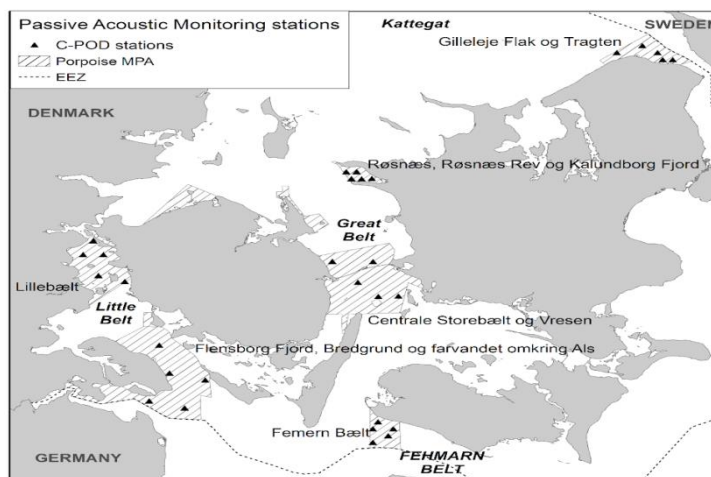 Passive Acoustic Monitoring stations
C-POD stations
Porpoise MPA
EEZ
Kattegat
SWEDEN
Gilleleje Flak og Tragten
DENMARK
Røsnæs, Røsnæs Rev og Kalundborg Fjord
Great
Belt
Lillebælt
Little
Belt
Centrale Storebælt og Vresen
Flensborg Fjord, Bredgrund og farvandet omkring Als
Femern Bælt
GERMANY
FEHMARN
BELT